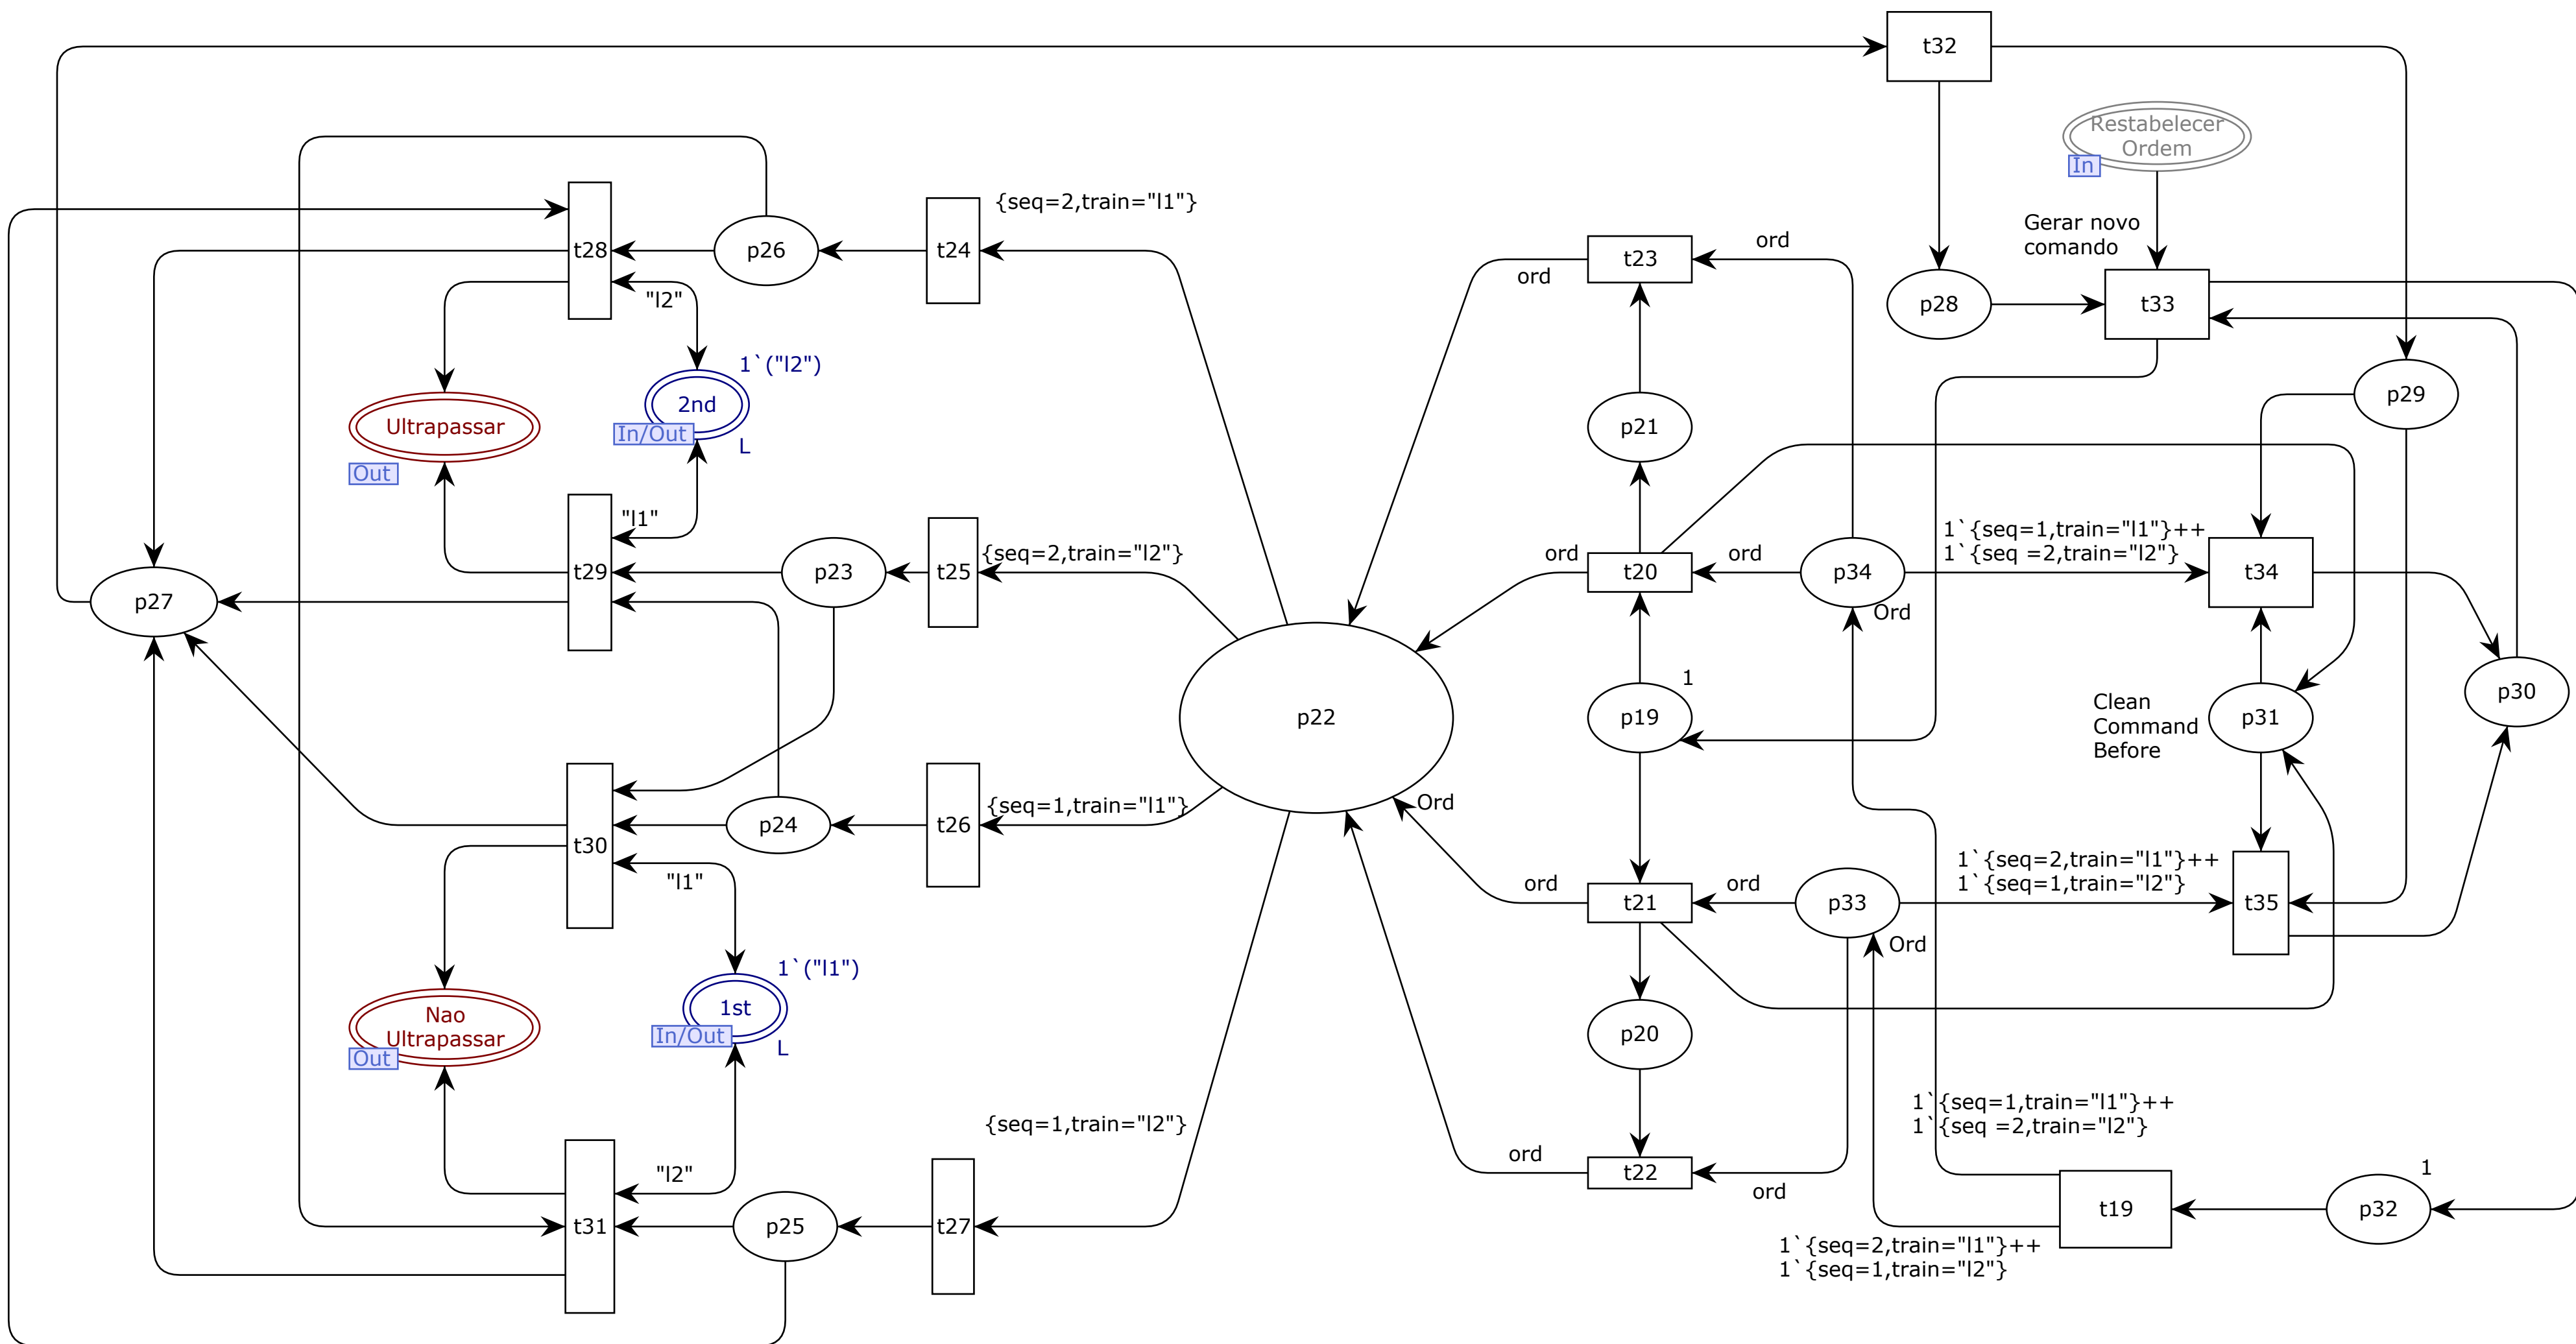 t32
Restabelecer
Ordem
In
Gerar novo
comando
{seq=2,train="l1"}
t28
p26
t24
t23
ord
ord
p28
t33
"l2"
1`("l2")
2nd
In/Out
L
Ultrapassar
Out
p21
p29
"l1"
{seq=2,train="l2"}
t29
p23
t25
ord
t20
ord
p34
Ord
1`{seq=1,train="l1"}++
1`{seq =2,train="l2"}
t34
p27
p22
1
p19
Clean
Command
Before
p31
p30
t30
p24
t26
{seq=1,train="l1"}
Ord
"l1"
ord
t21
ord
p33
Ord
1`{seq=2,train="l1"}++
1`{seq=1,train="l2"}
t35
1`("l1")
1st
In/Out
L
Nao
Ultrapassar
Out
p20
{seq=1,train="l2"}
1`{seq=1,train="l1"}++
1`{seq =2,train="l2"}
"l2"
ord
t22
ord
t31
p25
t27
t19
p32
1
1`{seq=2,train="l1"}++
1`{seq=1,train="l2"}